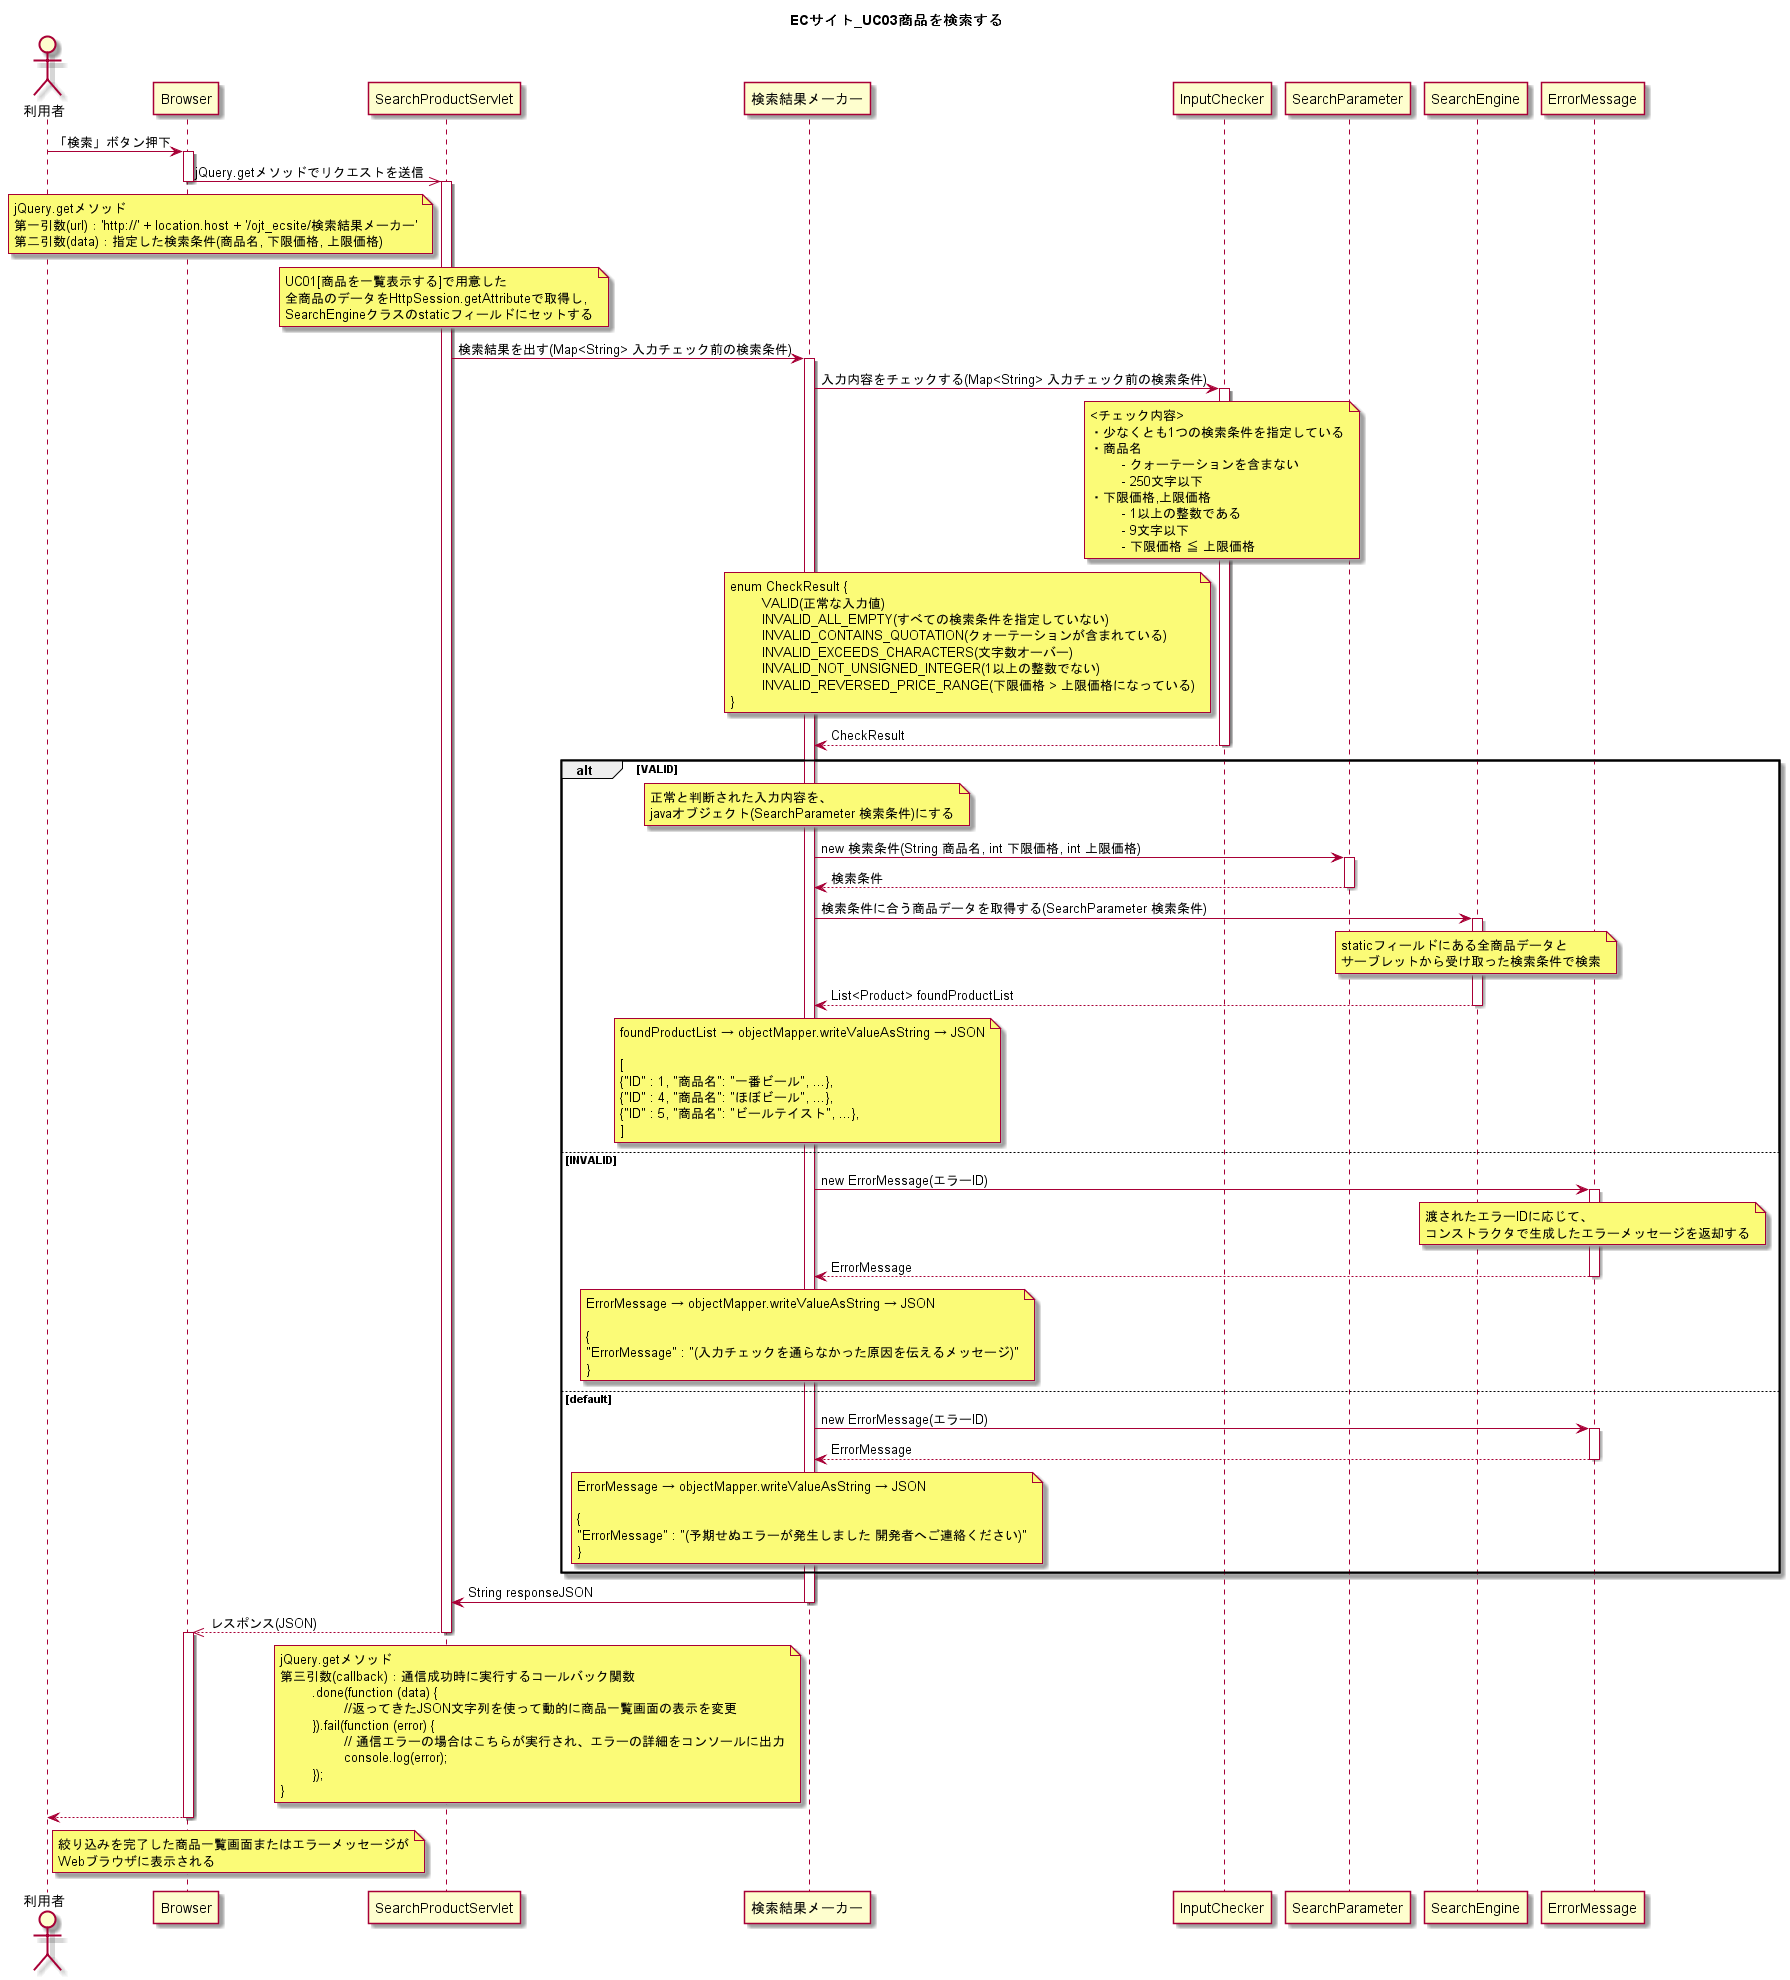 ECサイト_UC03商品を検索する
利用者
Browser
SearchProductServlet
検索結果メーカー
InputChecker
SearchParameter
SearchEngine
ErrorMessage
「検索」ボタン押下
jQuery.getメソッドでリクエストを送信
jQuery.getメソッド
第一引数(url) : 'http://' + location.host + '/ojt_ecsite/検索結果メーカー'
第二引数(data) : 指定した検索条件(商品名, 下限価格, 上限価格)
UC01[商品を一覧表示する]で用意した
全商品のデータをHttpSession.getAttributeで取得し,
SearchEngineクラスのstaticフィールドにセットする
検索結果を出す(Map<String> 入力チェック前の検索条件)
入力内容をチェックする(Map<String> 入力チェック前の検索条件)
<チェック内容>
・少なくとも1つの検索条件を指定している
・商品名
- クォーテーションを含まない
- 250文字以下
・下限価格,上限価格
- 1以上の整数である
- 9文字以下
- 下限価格 ≦ 上限価格
enum CheckResult {
VALID(正常な入力値)
INVALID_ALL_EMPTY(すべての検索条件を指定していない)
INVALID_CONTAINS_QUOTATION(クォーテーションが含まれている)
INVALID_EXCEEDS_CHARACTERS(文字数オーバー)
INVALID_NOT_UNSIGNED_INTEGER(1以上の整数でない)
INVALID_REVERSED_PRICE_RANGE(下限価格 > 上限価格になっている)
}
CheckResult
alt [VALID]
正常と判断された入力内容を、
javaオブジェクト(SearchParameter 検索条件)にする
new 検索条件(String 商品名, int 下限価格, int 上限価格)
検索条件
検索条件に合う商品データを取得する(SearchParameter 検索条件)
staticフィールドにある全商品データと
サーブレットから受け取った検索条件で検索
List<Product> foundProductList
foundProductList → objectMapper.writeValueAsString → JSON
[
{"ID" : 1, "商品名": "一番ビール", ...},
{"ID" : 4, "商品名": "ほぼビール", ...},
{"ID" : 5, "商品名": "ビールテイスト", ...},
]
[INVALID]
new ErrorMessage(エラーID)
渡されたエラーIDに応じて、
コンストラクタで生成したエラーメッセージを返却する
ErrorMessage
ErrorMessage → objectMapper.writeValueAsString → JSON
{
"ErrorMessage" : "(入力チェックを通らなかった原因を伝えるメッセージ)"
}
[default]
new ErrorMessage(エラーID)
ErrorMessage
ErrorMessage → objectMapper.writeValueAsString → JSON
{
"ErrorMessage" : "(予期せぬエラーが発生しました 開発者へご連絡ください)"
}
String responseJSON
レスポンス(JSON)
jQuery.getメソッド
第三引数(callback) : 通信成功時に実行するコールバック関数
.done(function (data) {
//返ってきたJSON文字列を使って動的に商品一覧画面の表示を変更
}).fail(function (error) {
// 通信エラーの場合はこちらが実行され、エラーの詳細をコンソールに出力
console.log(error);
});
}
絞り込みを完了した商品一覧画面またはエラーメッセージが
Webブラウザに表示される
利用者
Browser
SearchProductServlet
検索結果メーカー
InputChecker
SearchParameter
SearchEngine
ErrorMessage